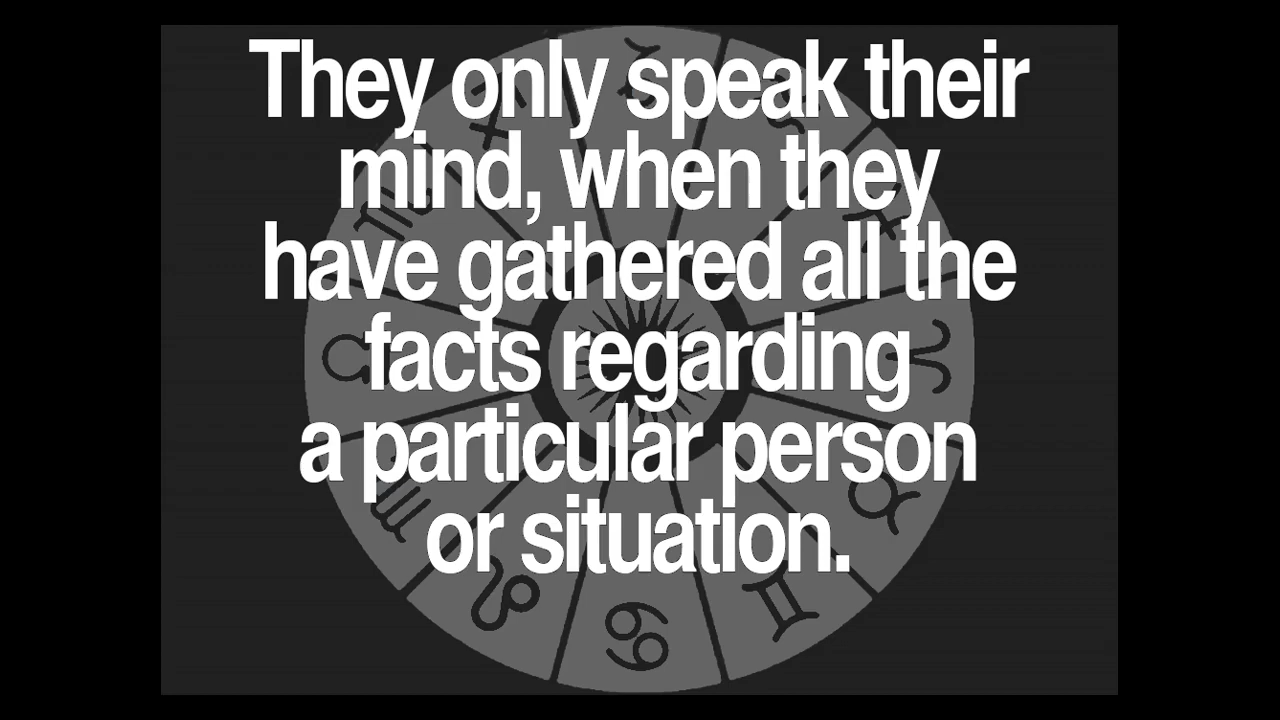 They only speak their
mind, when they
have gathered all the
facts regarding
a particular person
or situation.